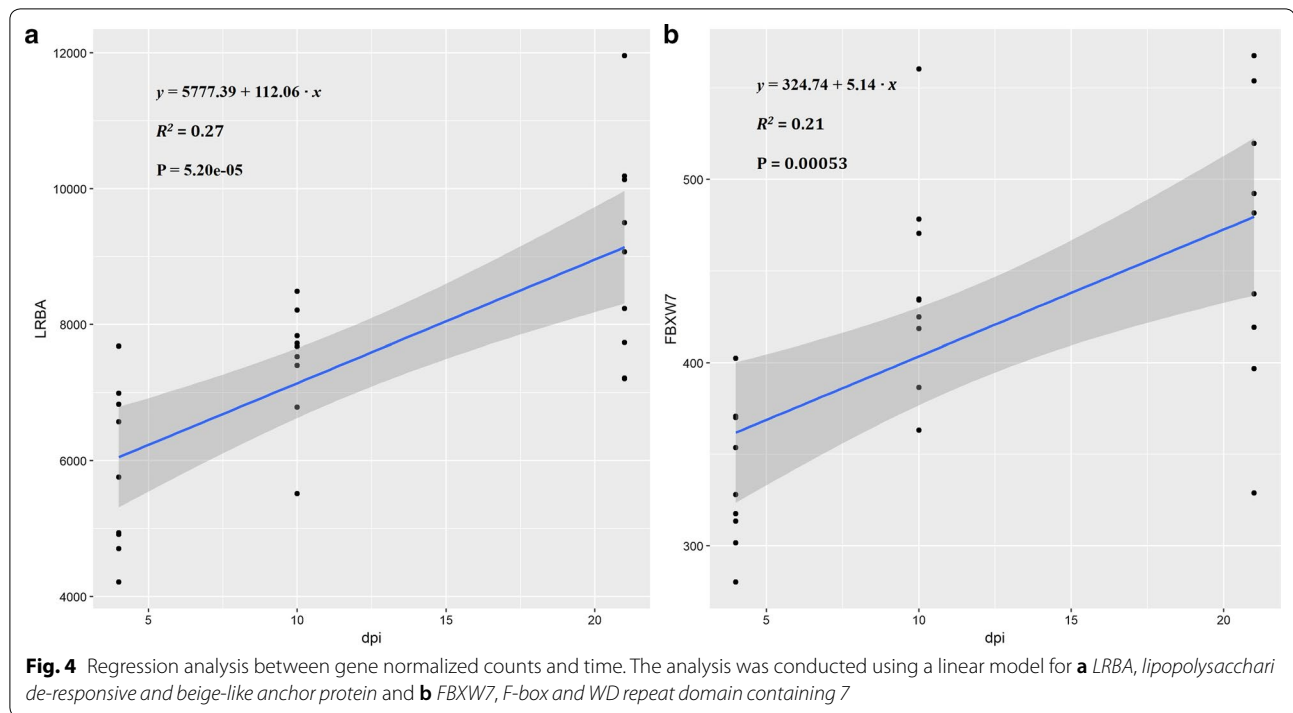 a
12000
10000
8000
6000
4000
LRBA
y = 5777.39 + 112.06 · x
R² = 0.27
P = 5.20e-05
5
10
15
20
dpi
b
500
400
300
FBXW7
y = 324.74 + 5.14 · x
R² = 0.21
P = 0.00053
5
10
15
20
dpi
Fig. 4 Regression analysis between gene normalized counts and time. The analysis was conducted using a linear model for a LRBA, lipopolysacchari
de-responsive and beige-like anchor protein and b FBXW7, F-box and WD repeat domain containing 7